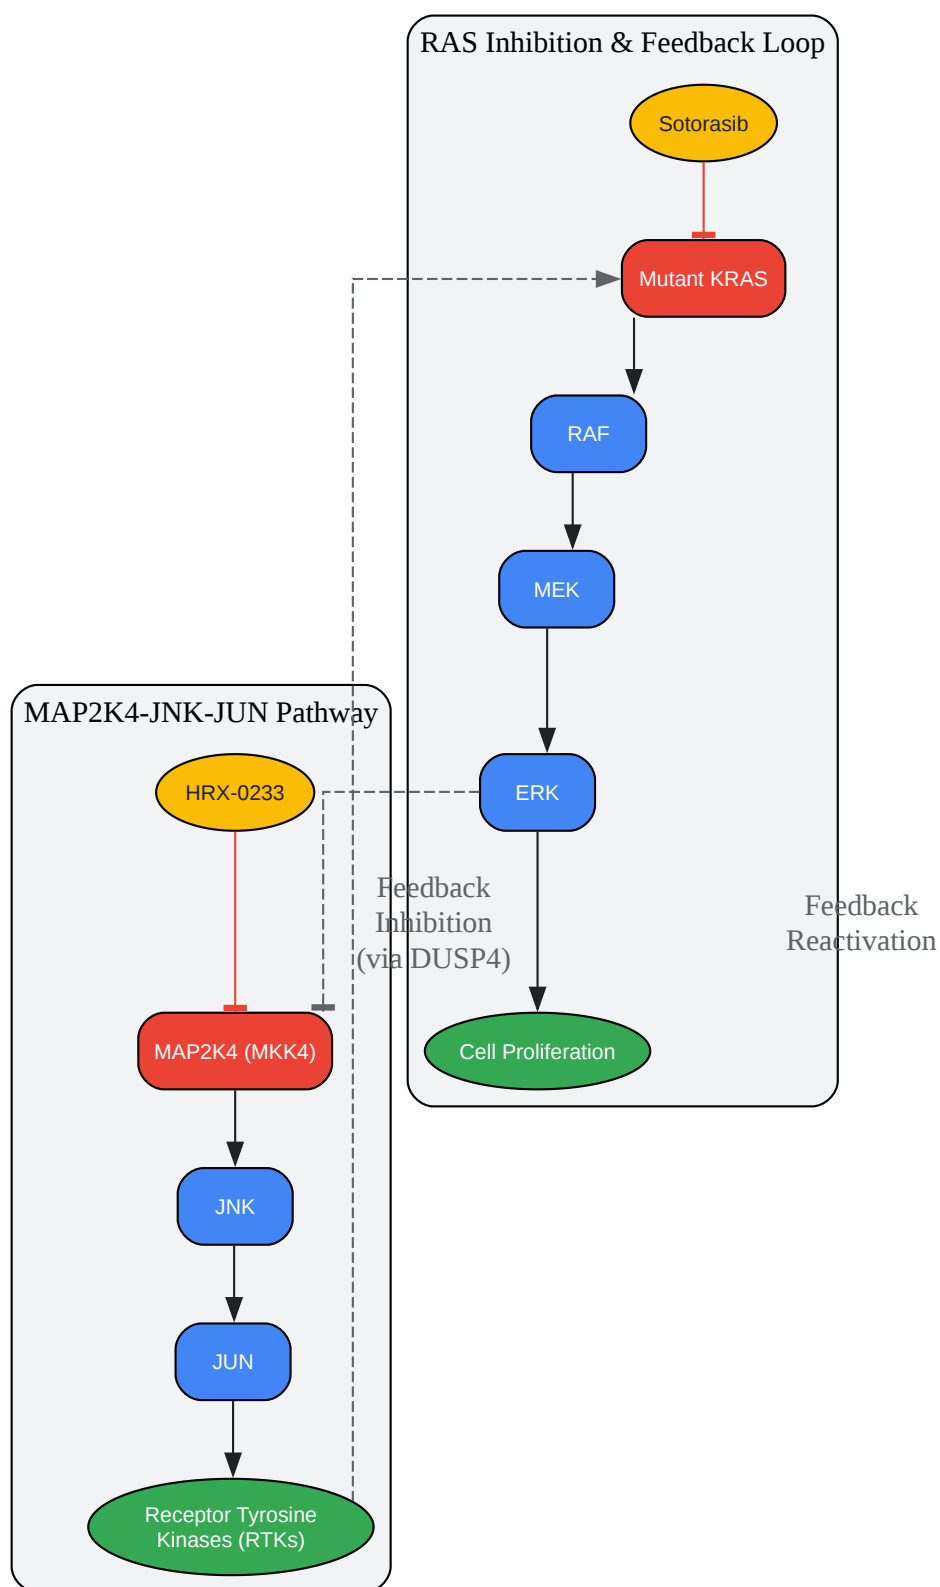 RAS Inhibition & Feedback Loop
Sotorasib
Mutant KRAS
RAF
MEK
MAP2K4-JNK-JUN Pathway
HRX-0233
ERK
Feedback
Inhibition
(via DUSP4)
Feedback
Reactivation
MAP2K4 (MKK4)
Cell Proliferation
JNK
JUN
Receptor Tyrosine
Kinases (RTKs)